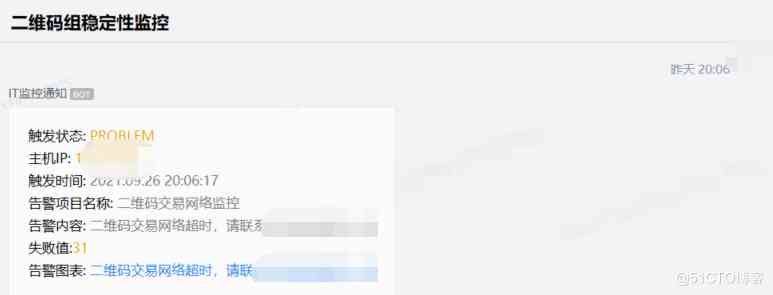 二维码组稳定性监控
昨天 20:06
IT监控通知 BOT
触发状态: PROBLEM
主机IP: 1
触发时间: 2021.09.26 20:06:17
告警项目名称: 二维码交易网络监控
告警内容: 二维码交易网络超时，请联系
失败值:31
告警图表: 二维码交易网络超时，请联
@51CTO博客